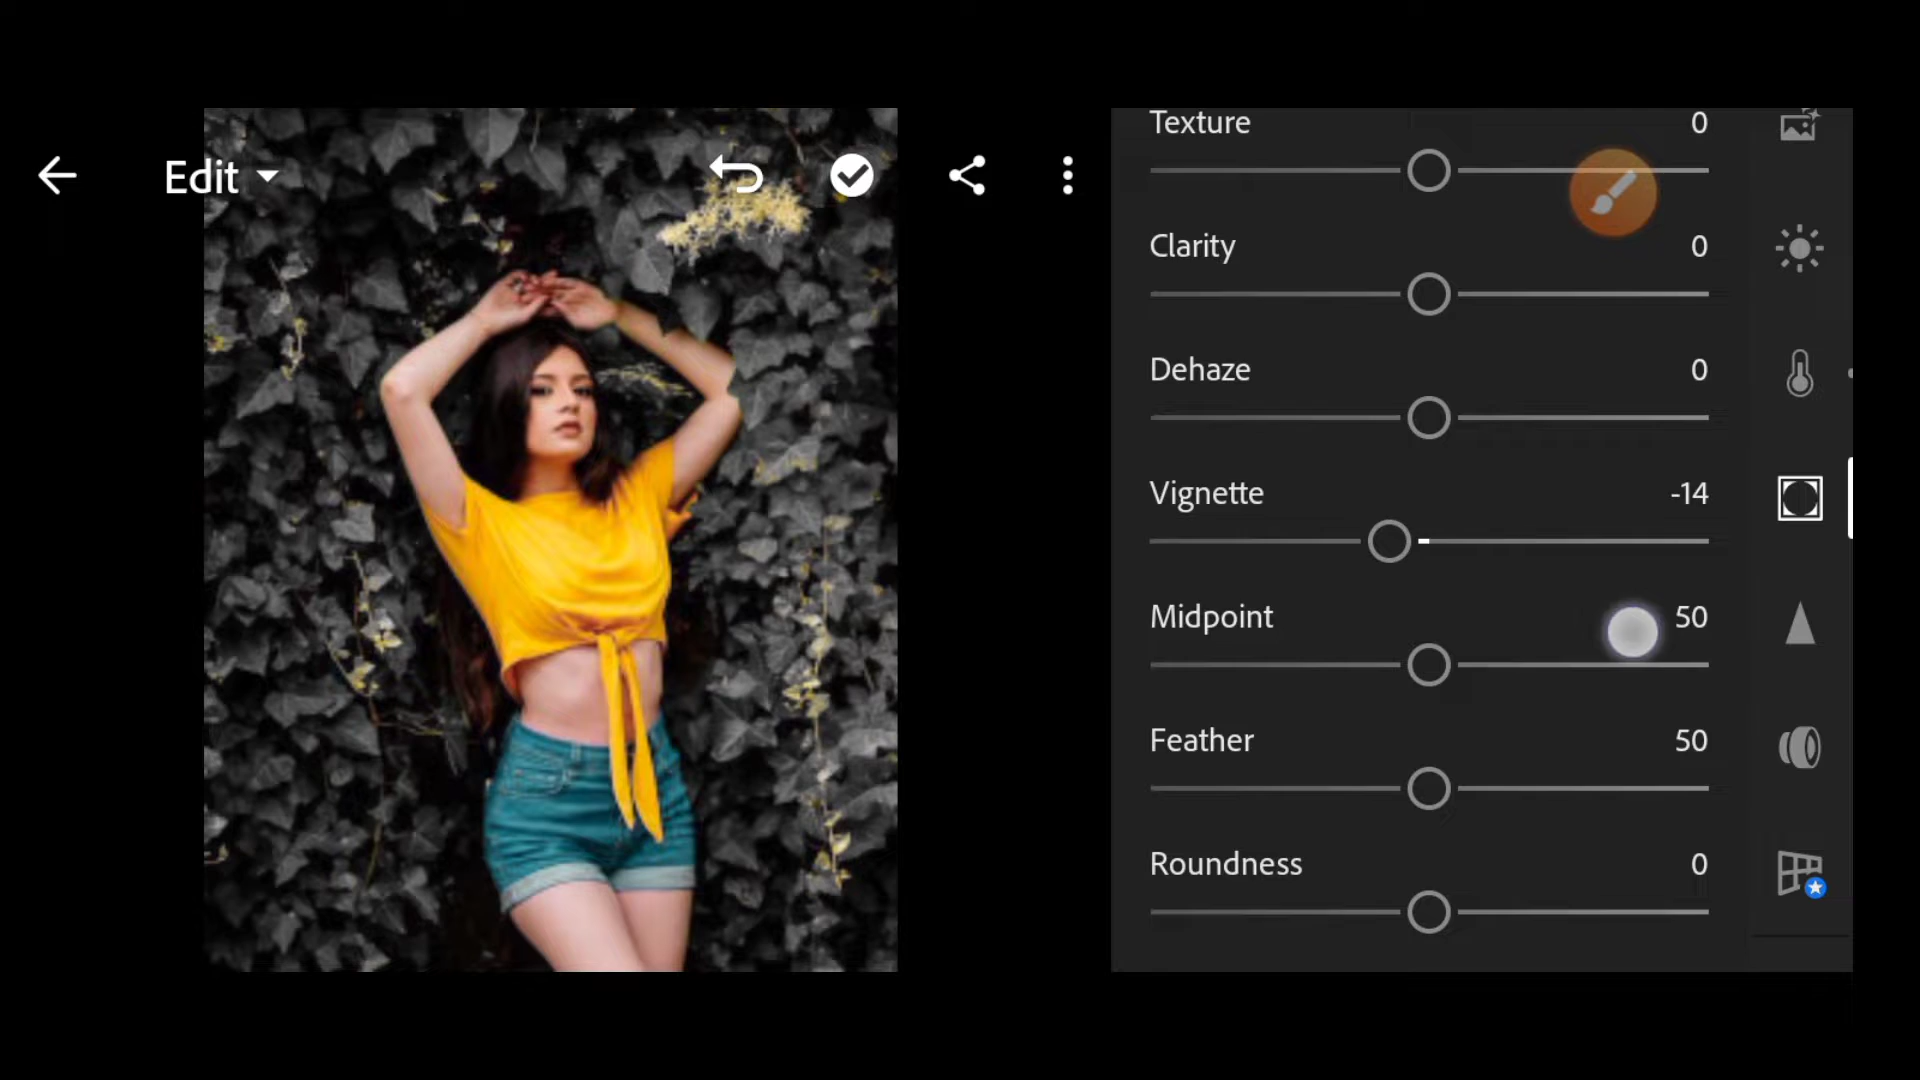 Edit
Texture 0
Clarity 0
Dehaze 0
Vignette -14
Midpoint 50
Feather 50
Roundness 0